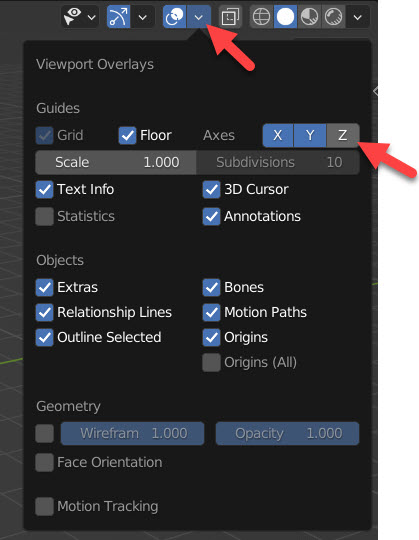 Viewport Overlays
Guides
Grid Floor Axes X Y Z
Scale 1.000 Subdivisions 10
Text Info 3D Cursor
Statistics Annotations
Objects
Extras Bones
Relationship Lines Motion Paths
Outline Selected Origins
Origins (All)
Geometry
Wirefram 1.000 Opacity 1.000
Face Orientation
Motion Tracking